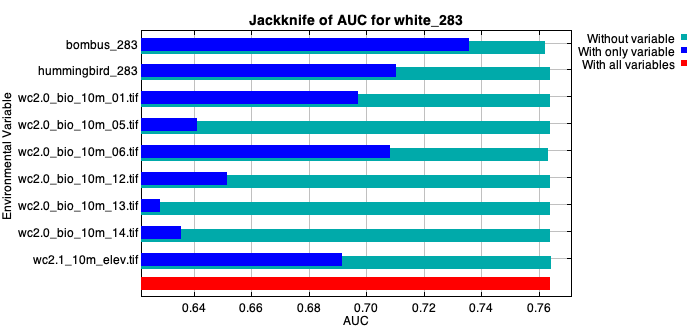 Jackknife of AUC for white_283
Without variable
With only variable
With all variables
Environmental Variable
bombus_283
hummingbird_283
wc2.0_bio_10m_01.tif
wc2.0_bio_10m_05.tif
wc2.0_bio_10m_06.tif
wc2.0_bio_10m_12.tif
wc2.0_bio_10m_13.tif
wc2.0_bio_10m_14.tif
wc2.1_10m_elev.tif
0.64 0.66 0.68 0.70 0.72 0.74 0.76
AUC